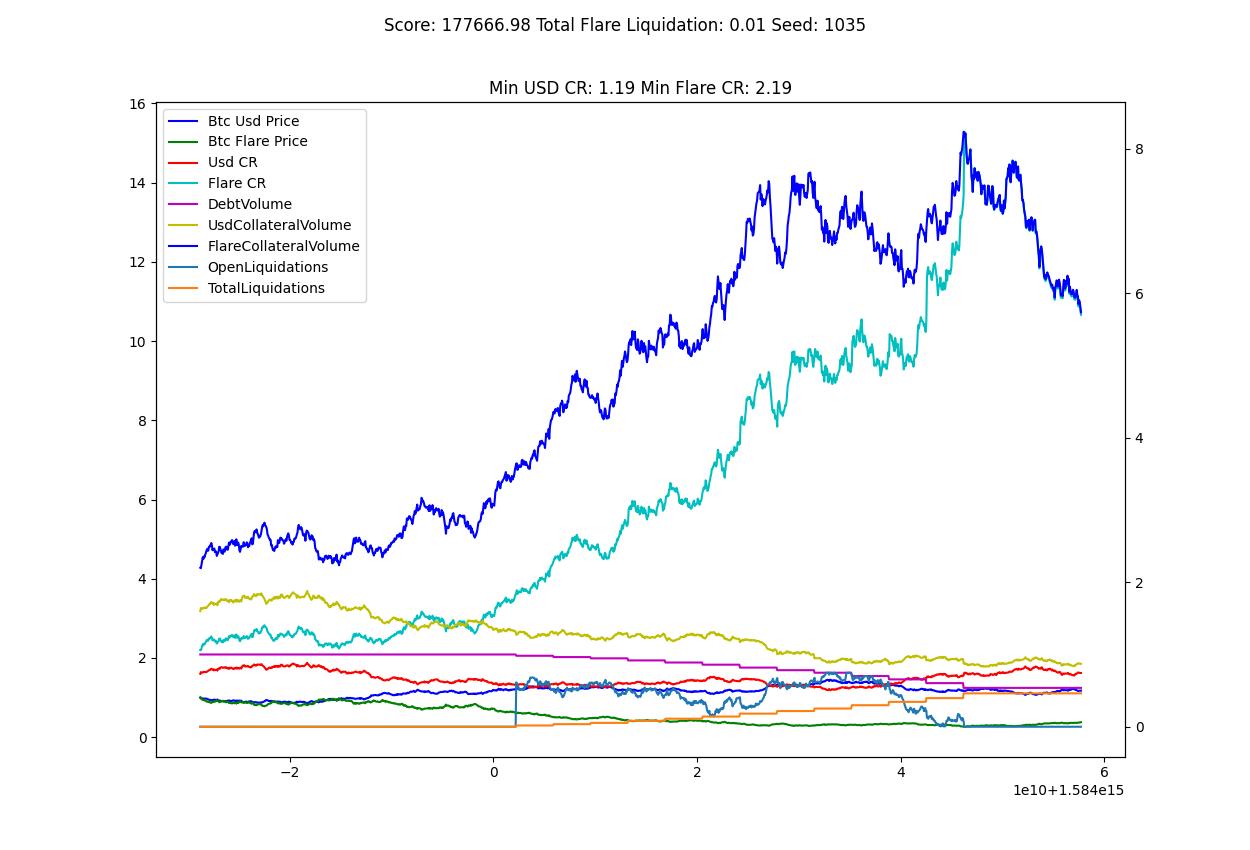 Score: 177666.98 Total Flare Liquidation: 0.01 Seed: 1035
Min USD CR: 1.19 Min Flare CR: 2.19
Btc Usd Price
Btc Flare Price
Usd CR
Flare CR
DebtVolume
UsdCollateralVolume
FlareCollateralVolume
OpenLiquidations
TotalLiquidations
16
14
12
10
8
6
4
2
0
8
6
4
2
0
−2 0 2 4 6
1e10+1.584e15